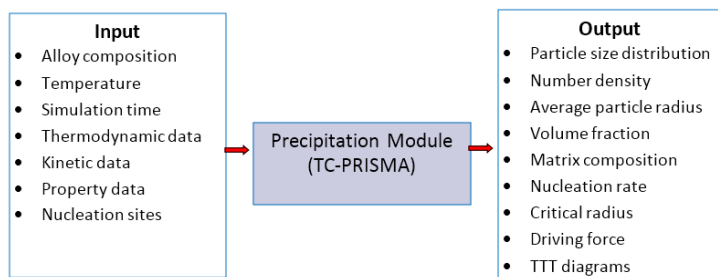 Input
• Alloy composition
• Temperature
• Simulation time
• Thermodynamic data
• Kinetic data
• Property data
• Nucleation sites
Precipitation Module
(TC-PRISMA)
Output
• Particle size distribution
• Number density
• Average particle radius
• Volume fraction
• Matrix composition
• Nucleation rate
• Critical radius
• Driving force
• TTT diagrams